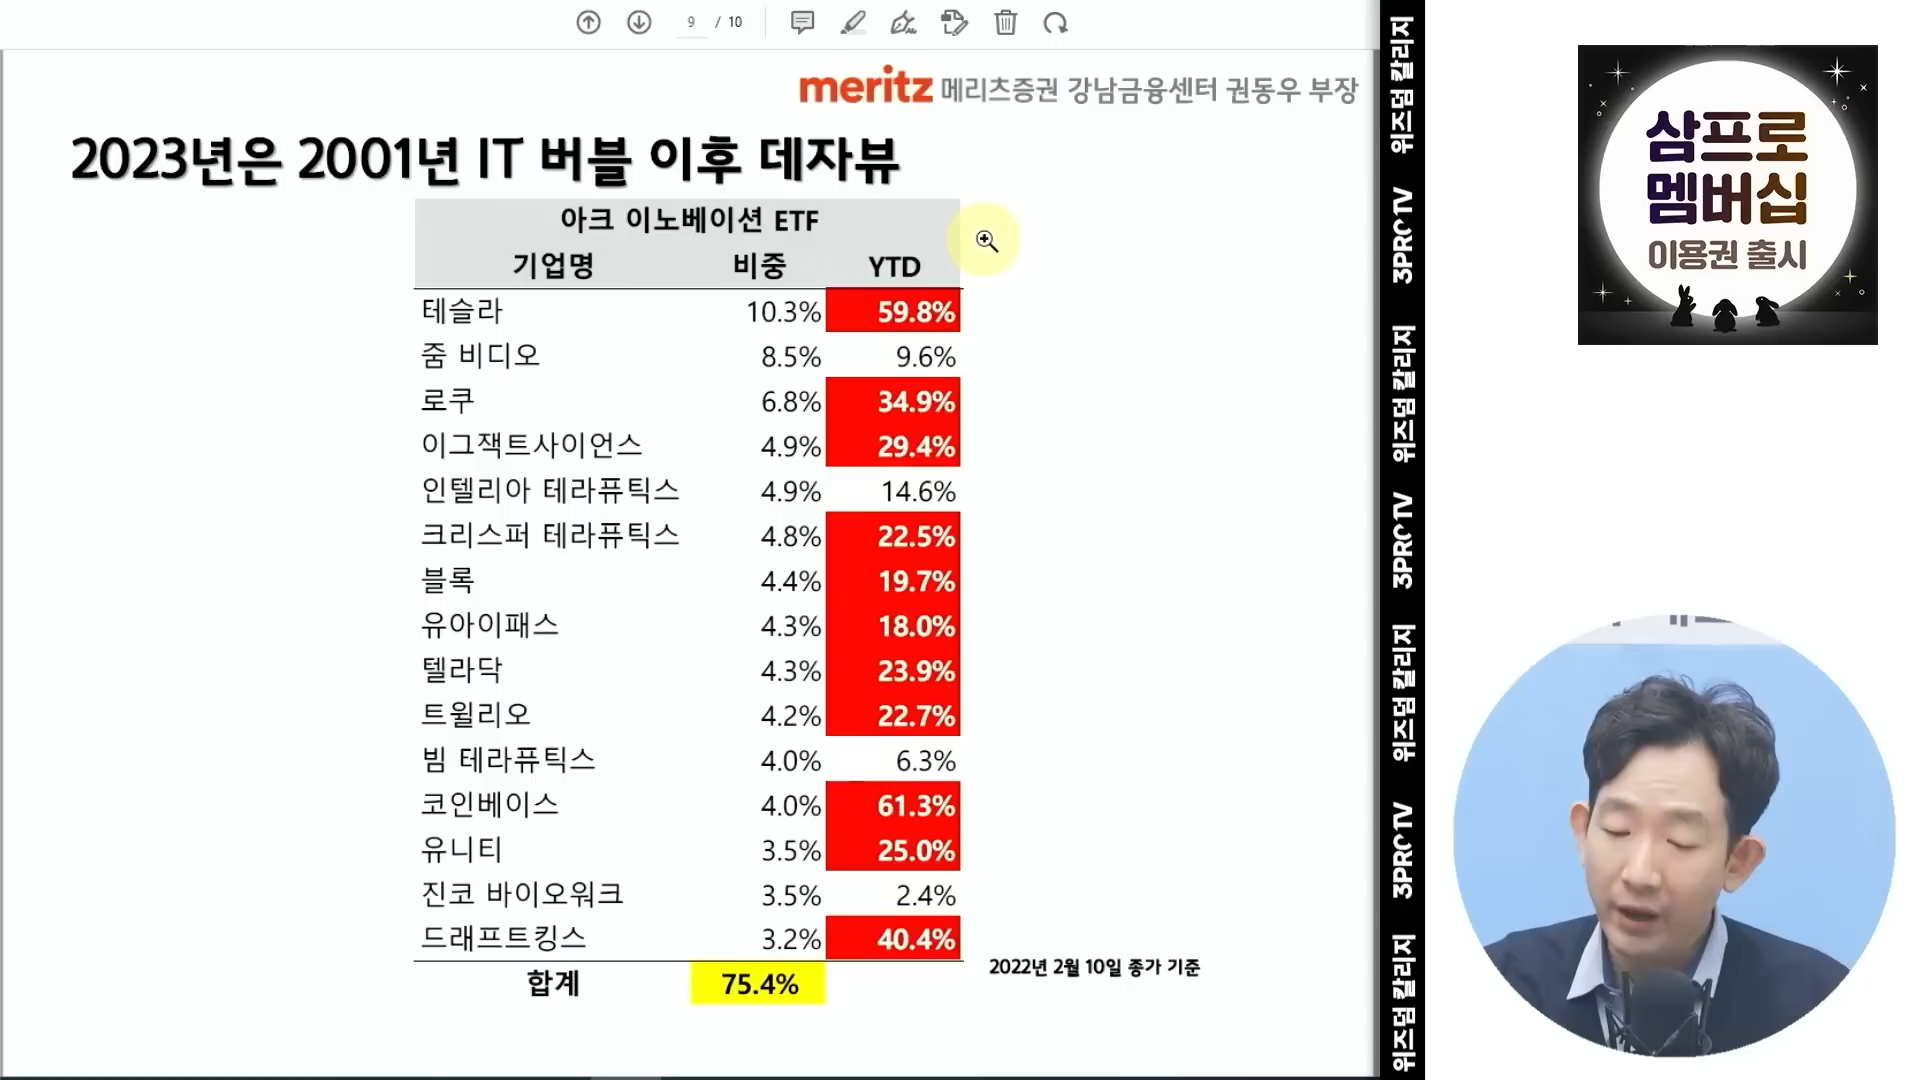 9 / 10
meritz 메리츠증권 강남금융센터 권동우 부장
2023년은 2001년 IT 버블 이후 데자뷰
아크 이노베이션 ETF
기업명 비중 YTD
테슬라 10.3% 59.8%
줌 비디오 8.5% 9.6%
로쿠 6.8% 34.9%
이그잭트사이언스 4.9% 29.4%
인텔리아 테라퓨틱스 4.9% 14.6%
크리스퍼 테라퓨틱스 4.8% 22.5%
블록 4.4% 19.7%
유아이패스 4.3% 18.0%
텔라닥 4.3% 23.9%
트윌리오 4.2% 22.7%
빔 테라퓨틱스 4.0% 6.3%
코인베이스 4.0% 61.3%
유니티 3.5% 25.0%
진코 바이오워크 3.5% 2.4%
드래프트킹스 3.2% 40.4%
합계 75.4%
2022년 2월 10일 종가 기준
위즈덤 칼리지
3PROTV
위즈덤 칼리지
3PROTV
위즈덤 칼리지
3PROTV
위즈덤 칼리지
삼프로
멤버십
이용권 출시